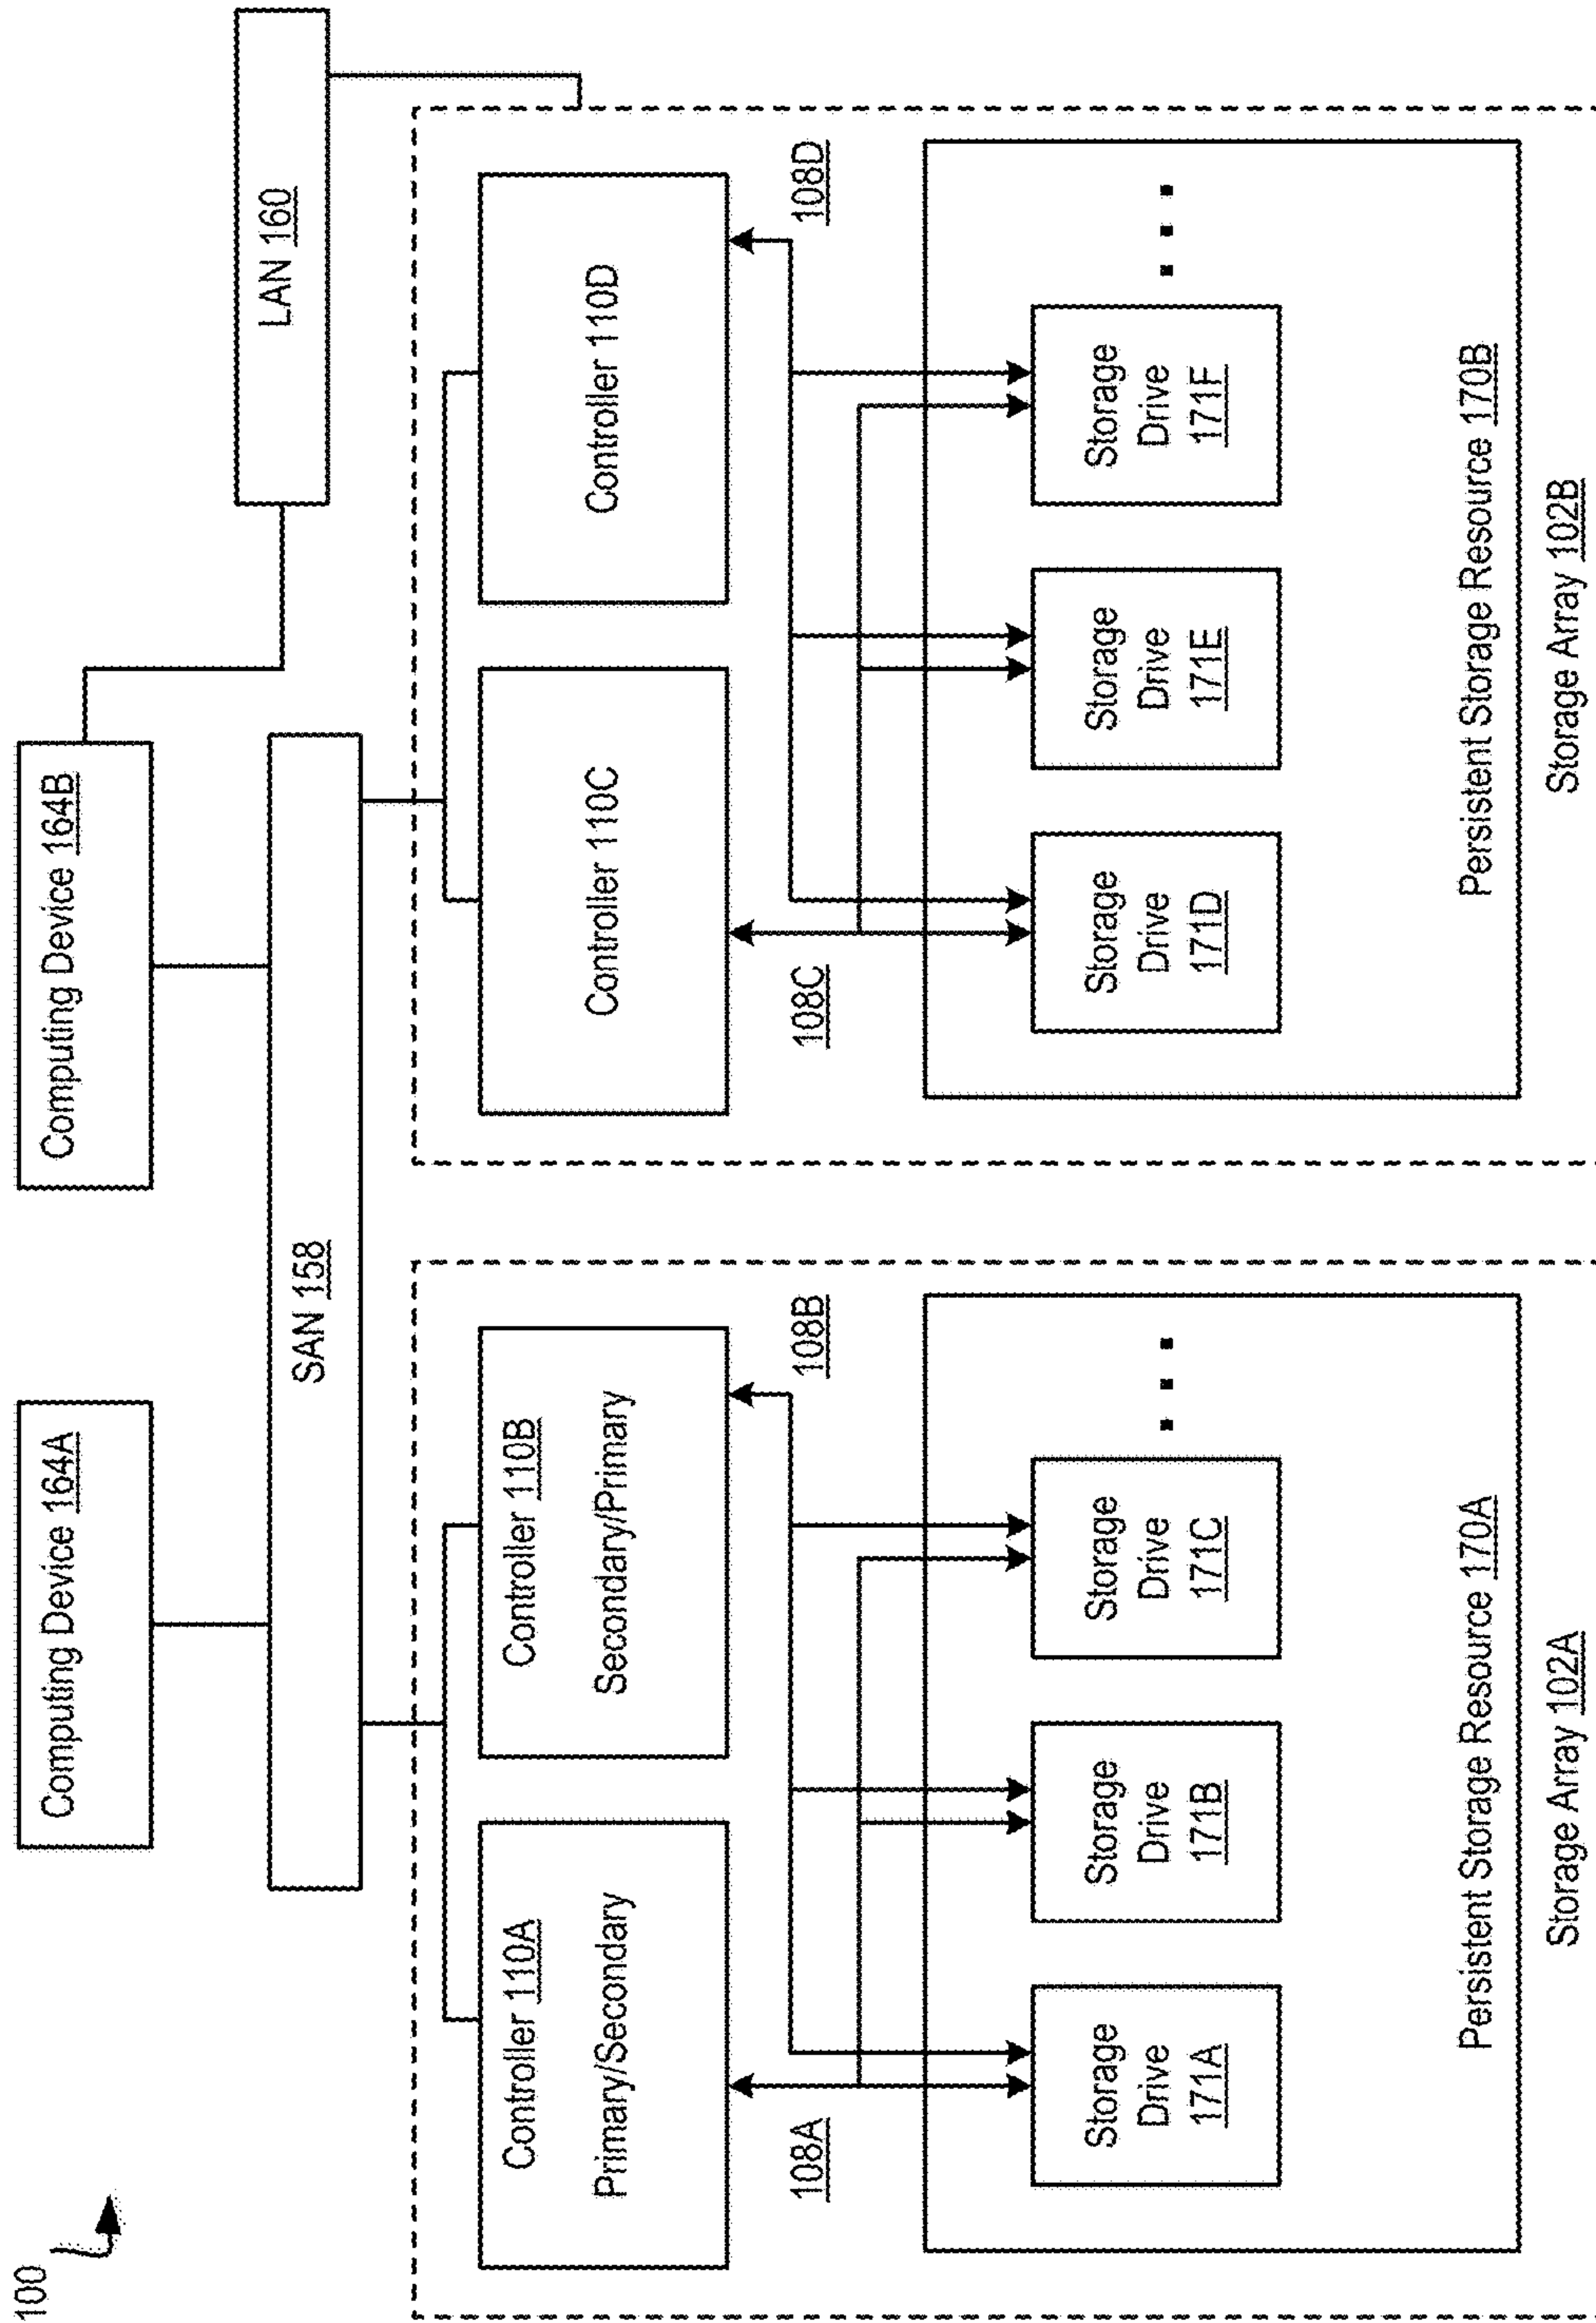 100
Computing Device 164A
Computing Device 164B
SAN 158
LAN 160
Controller 110A
Primary/Secondary
Controller 110B
Secondary/Primary
Controller 110C
Controller 110D
108A
108B
108C
108D
Storage
Drive
171A
Storage
Drive
171B
Storage
Drive
171C
Storage
Drive
171D
Storage
Drive
171E
Storage
Drive
171F
Persistent Storage Resource 170A
Persistent Storage Resource 170B
Storage Array 102A
Storage Array 102B